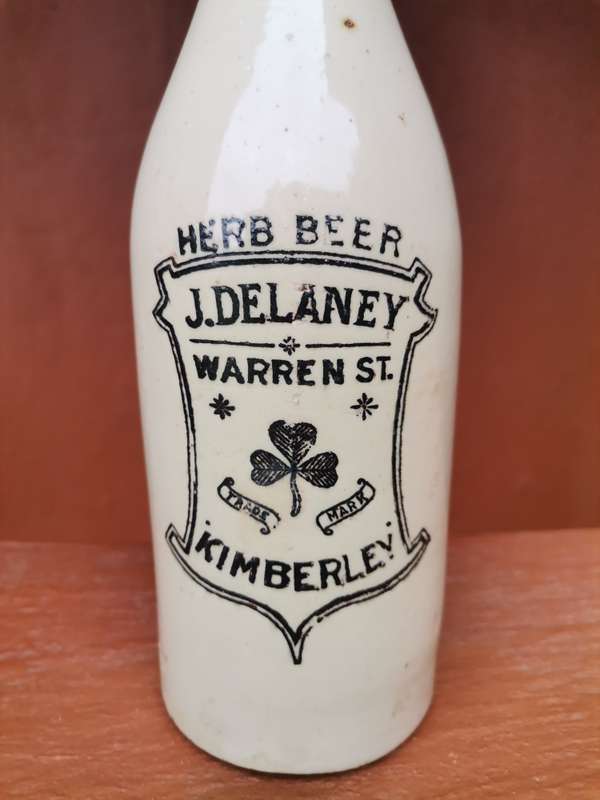 HERB BEER
J. DELANEY
WARREN ST.
TRADE MARK
KIMBERLEY